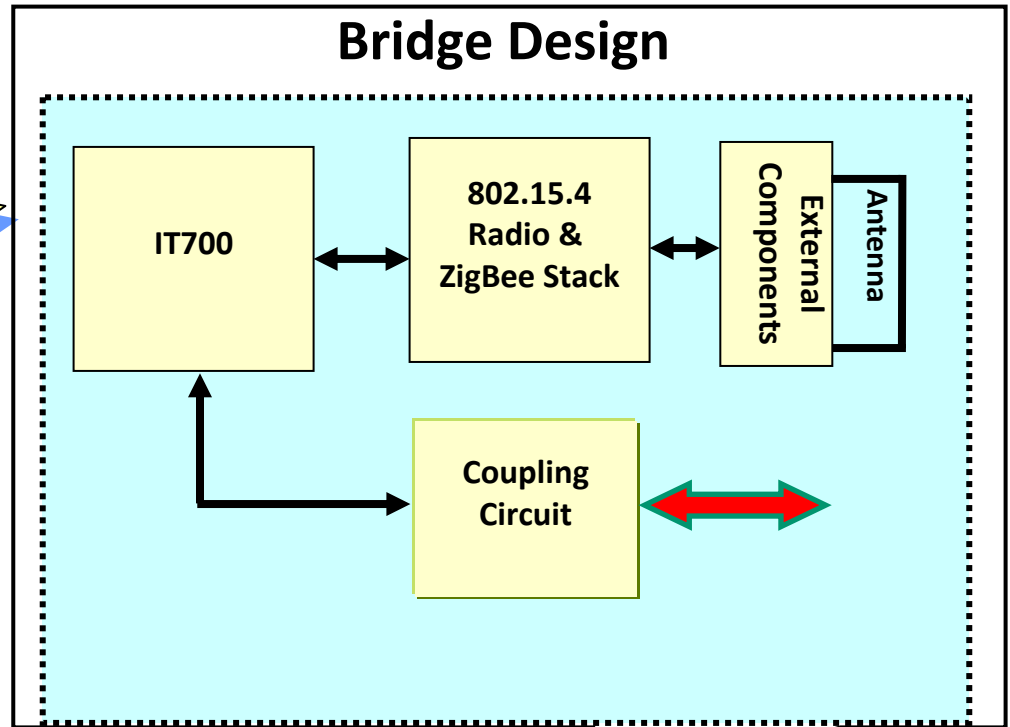 Bridge Design
IT700
802.15.4
Radio &
ZigBee Stack
External
Components
Antenna
Coupling
Circuit